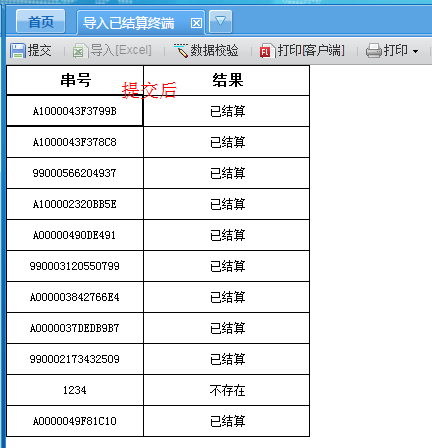 首页 导入已结算终端
提交 导入[Excel] 数据校验 打印[客户端] 打印
串号 结果
提交后
A1000043F3799B 已结算
A1000043F378C8 已结算
99000566204937 已结算
A100002320BB5E 已结算
A00000490DE491 已结算
990003120550799 已结算
A000003842766E4 已结算
A0000037DEDB9B7 已结算
990002173432509 已结算
1234 不存在
A0000049F81C10 已结算